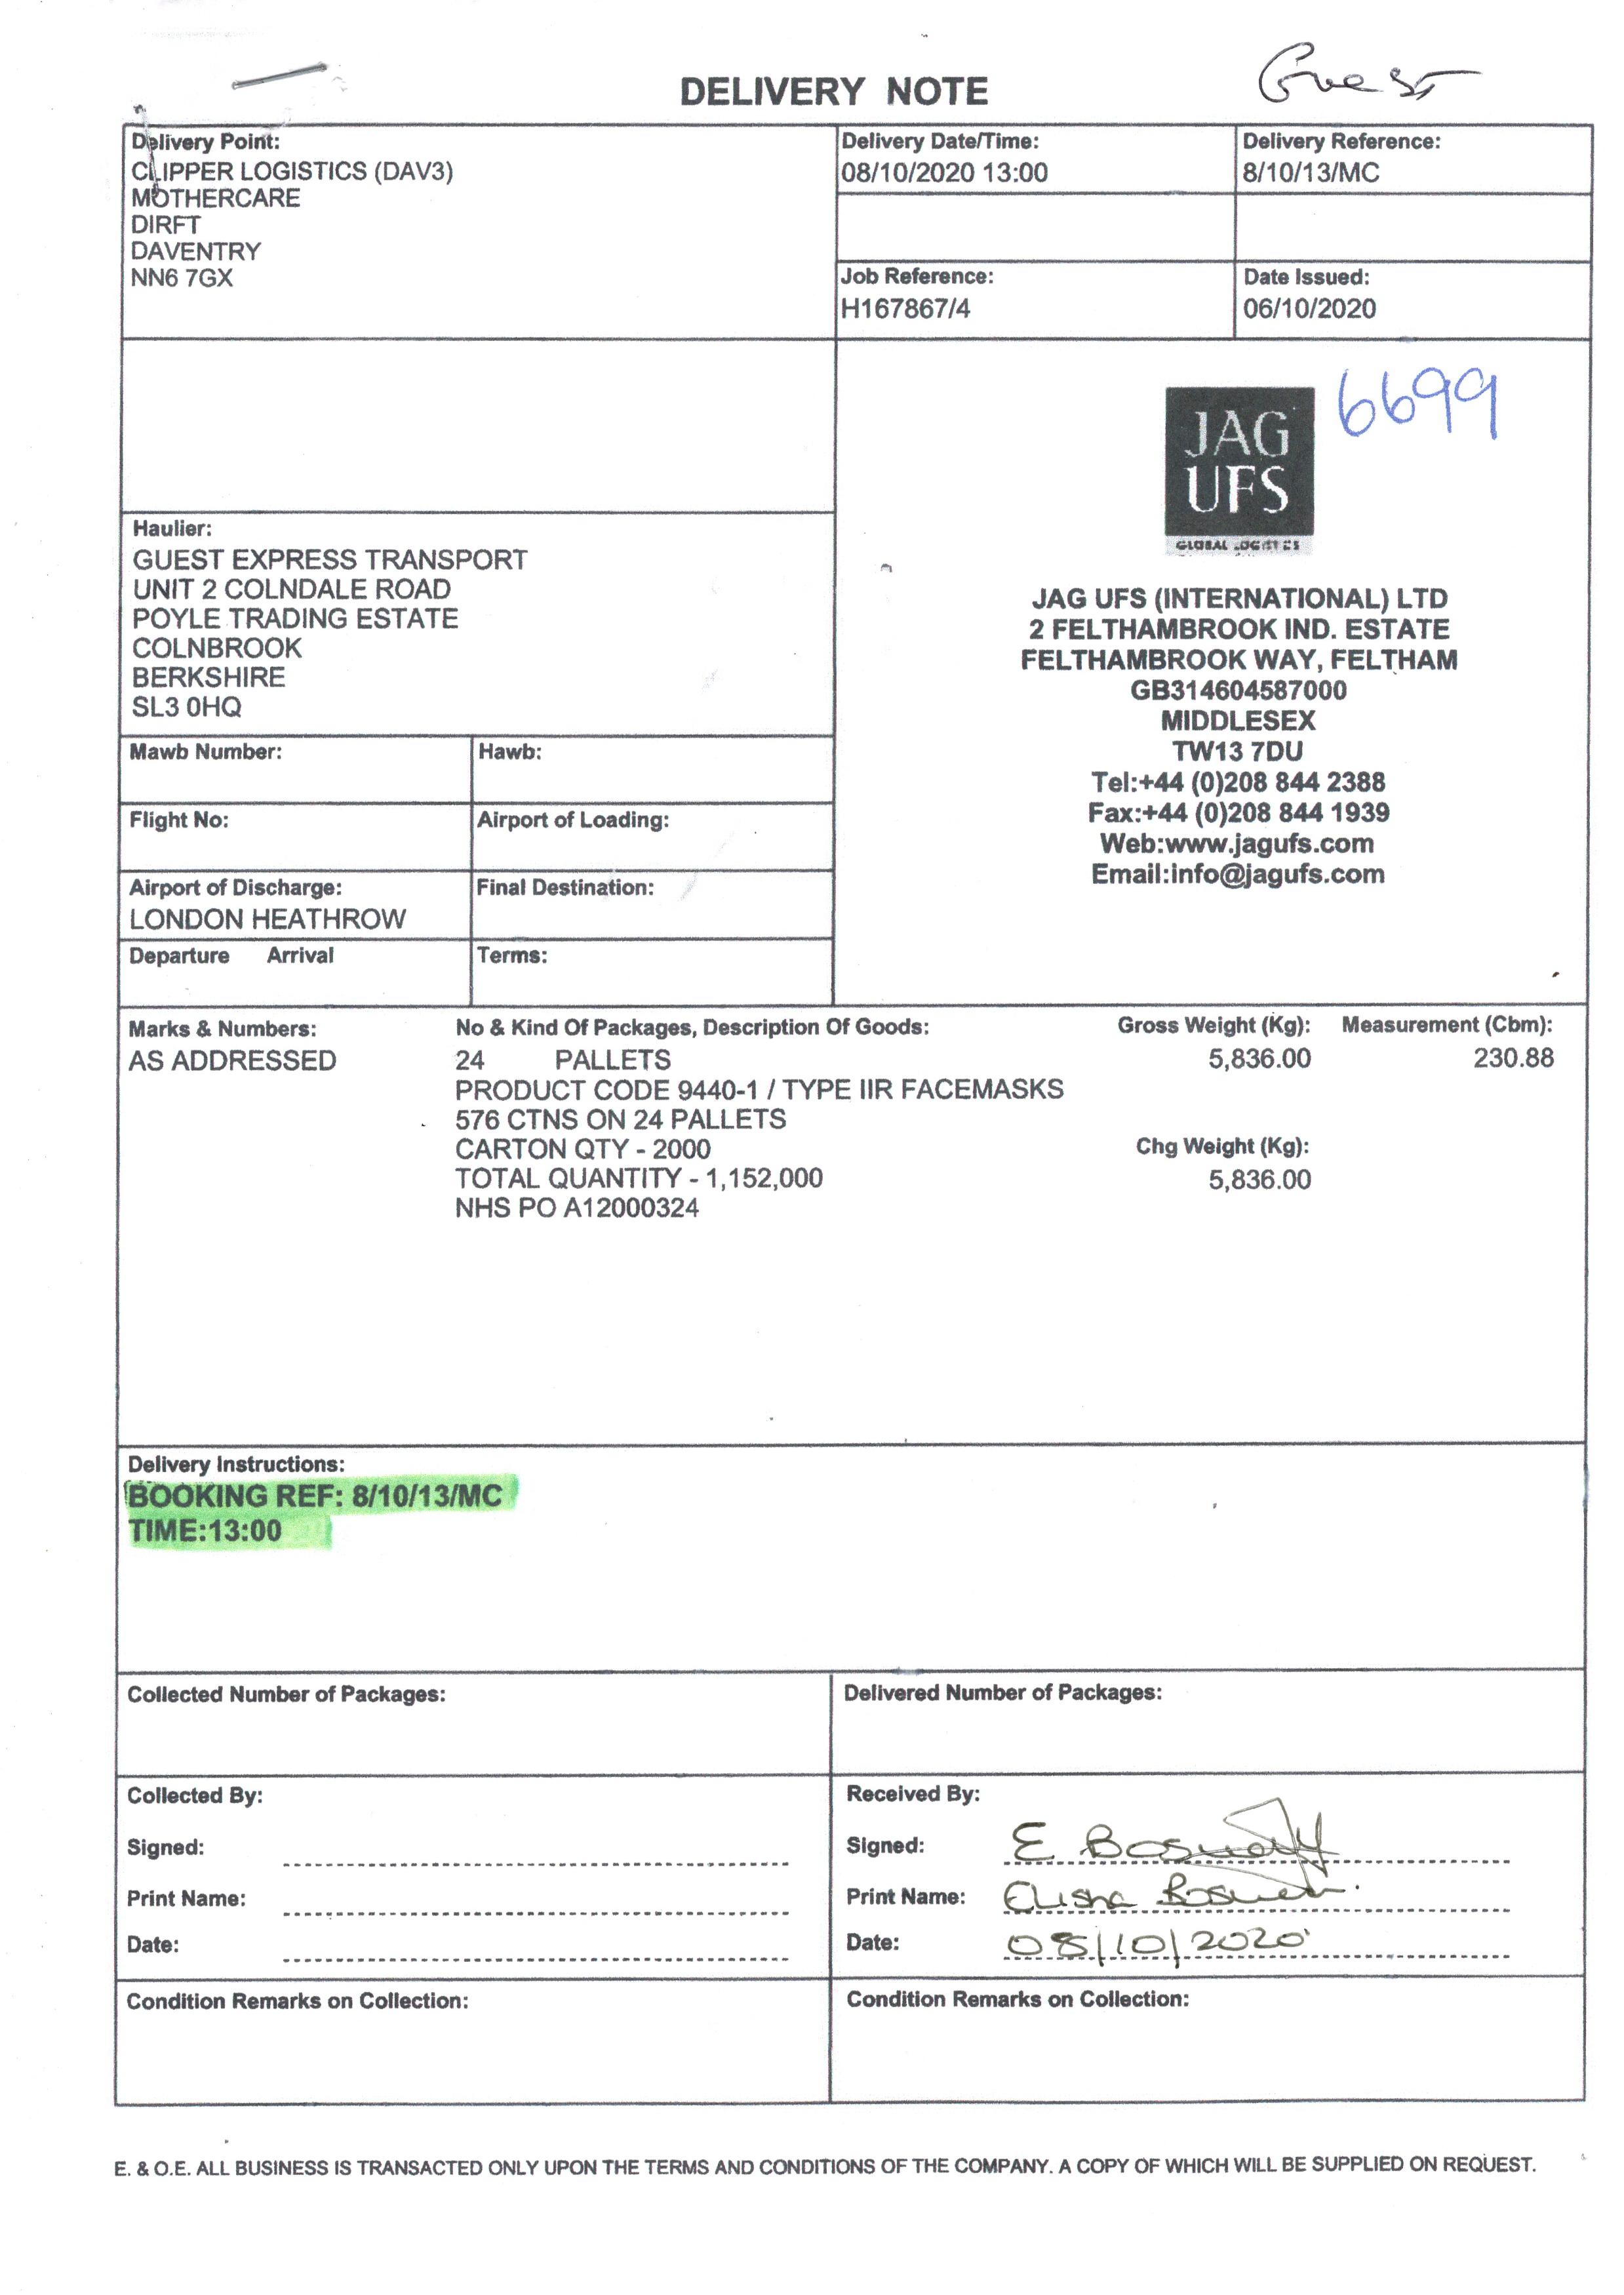 Guest
DELIVERY NOTE
Delivery Point:
CLIPPER LOGISTICS (DAV3)
MOTHERCARE
DIRFT
DAVENTRY
NN6 7GX
Delivery Date/Time:
08/10/2020 13:00
Delivery Reference:
8/10/13/MC
Job Reference:
H167867/4
Date Issued:
06/10/2020
6699
JAG
UFS
GLOBAL LOGISTICS
Haulier:
GUEST EXPRESS TRANSPORT
UNIT 2 COLNDALE ROAD
POYLE TRADING ESTATE
COLNBROOK
BERKSHIRE
SL3 0HQ
JAG UFS (INTERNATIONAL) LTD
2 FELTHAMBROOK IND. ESTATE
FELTHAMBROOK WAY, FELTHAM
GB314604587000
MIDDLESEX
TW13 7DU
Tel:+44 (0)208 844 2388
Fax:+44 (0)208 844 1939
Web:www.jagufs.com
Email:info@jagufs.com
Mawb Number: Hawb:
Flight No: Airport of Loading:
Airport of Discharge: Final Destination:
LONDON HEATHROW
Departure Arrival Terms:
Marks & Numbers: No & Kind Of Packages, Description Of Goods: Gross Weight (Kg): Measurement (Cbm):
AS ADDRESSED 24 PALLETS 5,836.00 230.88
PRODUCT CODE 9440-1 / TYPE IIR FACEMASKS
576 CTNS ON 24 PALLETS
CARTON QTY - 2000 Chg Weight (Kg):
TOTAL QUANTITY - 1,152,000 5,836.00
NHS PO A12000324
Delivery Instructions:
BOOKING REF: 8/10/13/MC
TIME:13:00
Collected Number of Packages: Delivered Number of Packages:
Collected By:
Signed:
Print Name:
Date:
Received By:
Signed: E
Print Name: Elisha
Date: 08/10/2020
Condition Remarks on Collection: Condition Remarks on Collection:
E. & O.E. ALL BUSINESS IS TRANSACTED ONLY UPON THE TERMS AND CONDITIONS OF THE COMPANY. A COPY OF WHICH WILL BE SUPPLIED ON REQUEST.